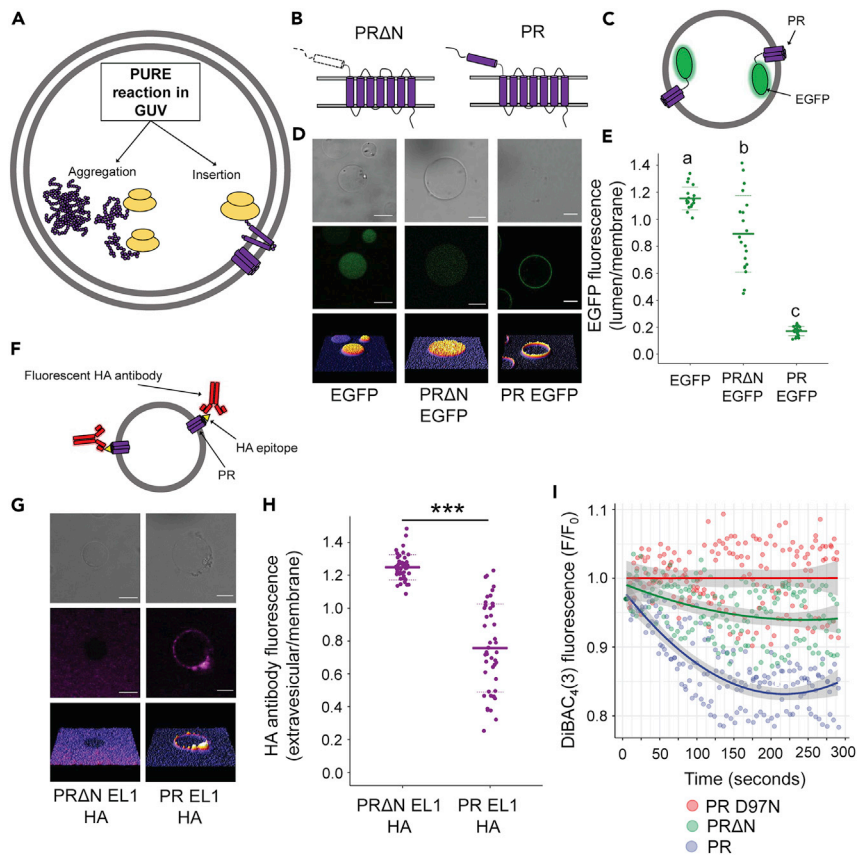 A
PURE
reaction in
GUV
Aggregation
Insertion
B
PRΔN
PR
C
PR
EGFP
D
EGFP
PRΔN
EGFP
PR EGFP
E
EGFP fluorescence
(lumen/membrane)
1.4
1.2
1.0
0.8
0.6
0.4
0.2
0.0
a
b
c
EGFP
PRΔN
EGFP
PR
EGFP
F
Fluorescent HA antibody
HA epitope
PR
G
PRΔN EL1
HA
PR EL1
HA
H
HA antibody fluorescence
(extravesicular/membrane)
1.4
1.2
1.0
0.8
0.6
0.4
0.2
0.0
***
PRΔN EL1
HA
PR EL1
HA
I
DiBAC₄(3) fluorescence (F/F₀)
1.1
1.0
0.9
0.8
0
50
100
150
200
250
300
Time (seconds)
PR D97N
PRΔN
PR